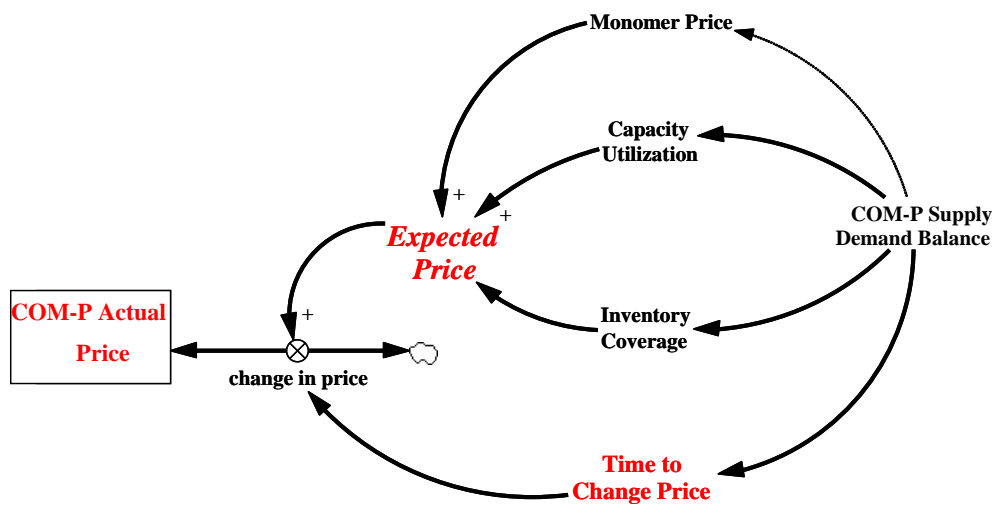 Monomer Price
Capacity
Utilization
+
+
COM-P Supply
Demand Balance
Expected
Price
COM-P Actual
Price
+
Inventory
Coverage
change in price
Time to
Change Price